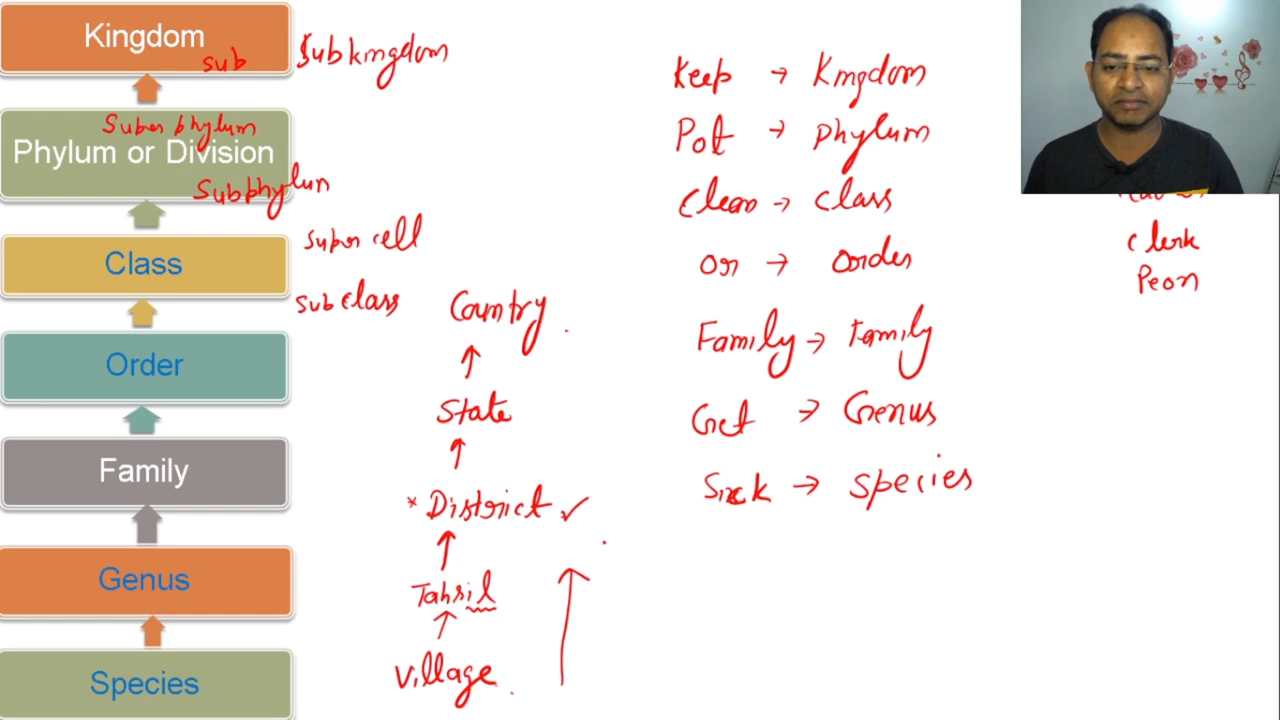 Kingdom
sub
Subkingdom
Super phylum
Phylum or Division
Subphylum
Super cell
Class
Subclass
Order
Family
Genus
Species
Country
State
* District ✓
Tahsil
Village
Keep → Kingdom
Pot → Phylum
Clean → Class
Or → Order
Family → Family
Get → Genus
Sick → Species
Clerk
Peon